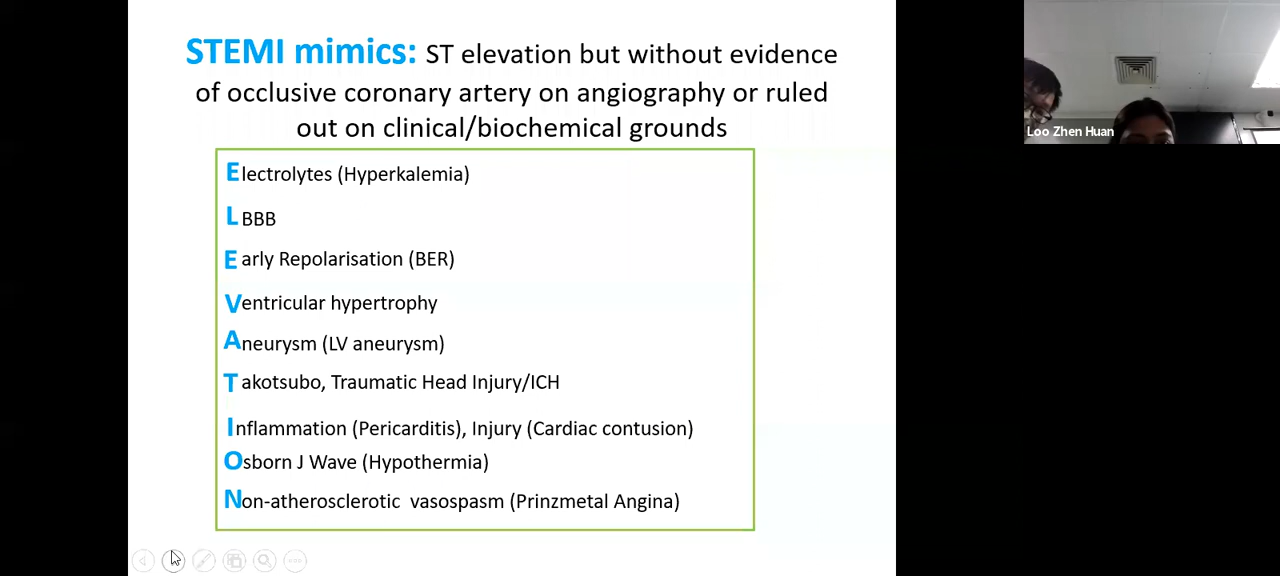 STEMI mimics: ST elevation but without evidence
of occlusive coronary artery on angiography or ruled
out on clinical/biochemical grounds
Electrolytes (Hyperkalemia)
LBBB
Early Repolarisation (BER)
Ventricular hypertrophy
Aneurysm (LV aneurysm)
Takotsubo, Traumatic Head Injury/ICH
Inflammation (Pericarditis), Injury (Cardiac contusion)
Osborn J Wave (Hypothermia)
Non-atherosclerotic vasospasm (Prinzmetal Angina)
Loo Zhen Huan